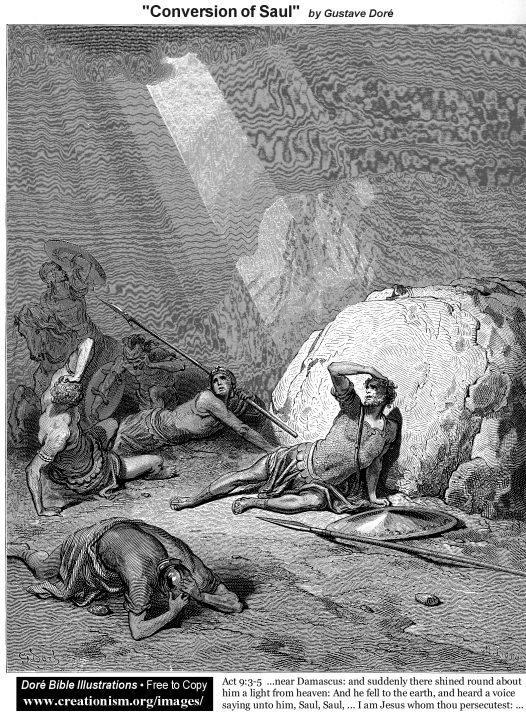 "Conversion of Saul" by Gustave Doré
Doré Bible Illustrations • Free to Copy
www.creationism.org/images/
Act 9:3-5 ...near Damascus: and suddenly there shined round about
him a light from heaven: And he fell to the earth, and heard a voice
saying unto him, Saul, Saul, ... I am Jesus whom thou persecutest: ...